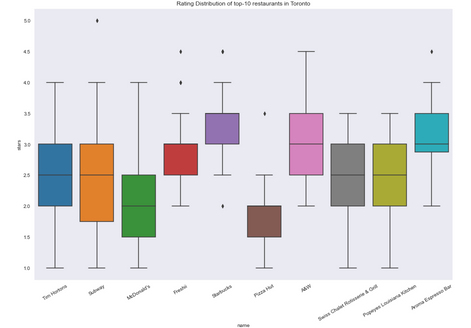 Rating Distribution of top-10 restaurants in Toronto
5.0
4.5
4.0
3.5
3.0
2.5
2.0
1.5
1.0
stars
Tim Hortons
Subway
McDonald's
Freshii
Starbucks
Pizza Hut
A&W
Swiss Chalet Rotisserie & Grill
Popeyes Louisiana Kitchen
Aroma Espresso Bar
name